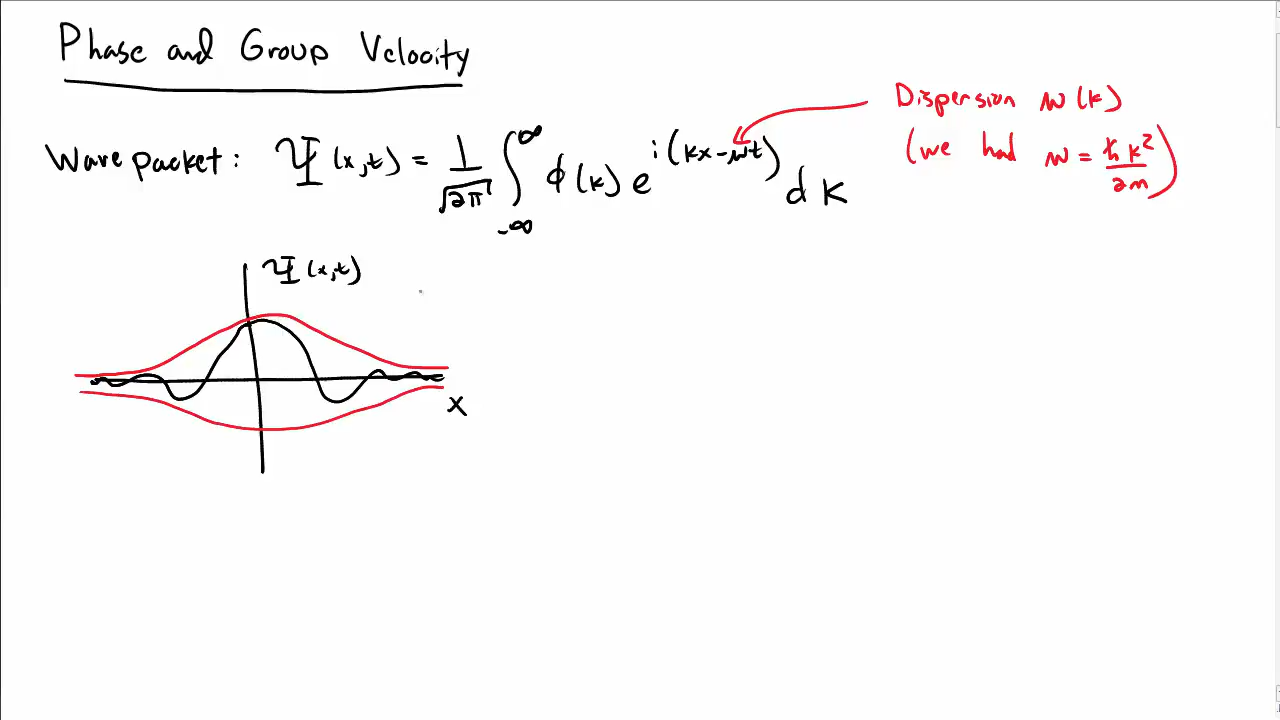 Phase and Group Velocity
Wave packet: Ψ(x,t) = 1/√2π ∫_{-∞}^{∞} ϕ(k) e^{i(kx-ωt)} dk
Dispersion ω(k)
(we had ω = ħk²/2m)
Ψ(x,t)
x